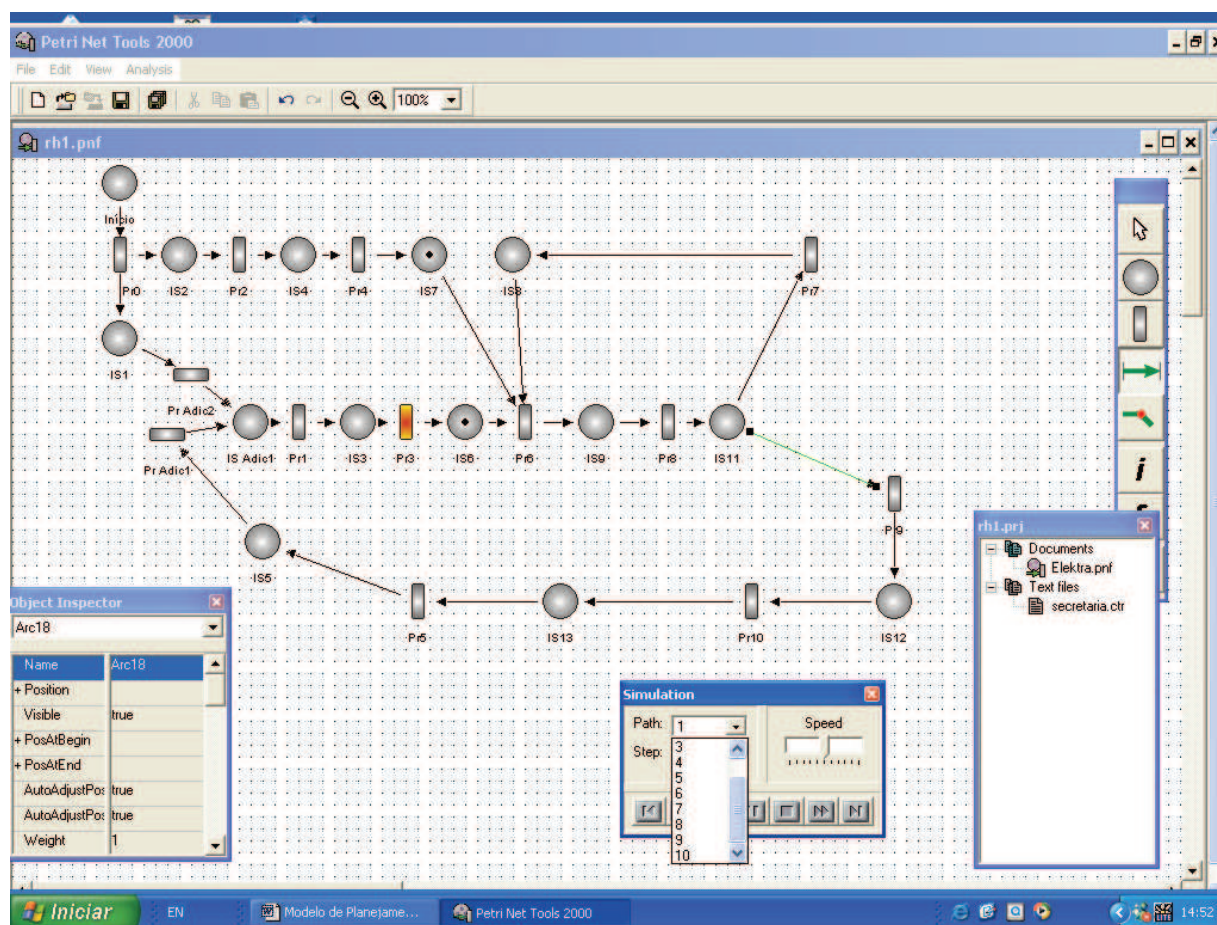 Petri Net Tools 2000
File Edit View Analysis
100%
rh1.pnf
Início
Pr0 IS2 Pr2 IS4 Pr4 IS7 IS8 Pr7
IS1
Pr Adic2
Pr Adic1 IS Adic1 Pr1 IS3 Pr3 IS6 Pr6 IS9 Pr8 IS11
i
Pr9
IS5
Pr5 IS13 Pr10 IS12
rh1.prj
Documents
Elektra.pnf
Text files
secretaria.ctr
Object Inspector
Arc18
Name Arc18
+ Position
Visible true
+ PosAtBegin
+ PosAtEnd
AutoAdjustPos true
AutoAdjustPos true
Weight 1
Simulation
Path: 1 Speed
Step:
3
4
5
6
7
8
9
10
Iniciar EN Modelo de Planejame... Petri Net Tools 2000 14:52